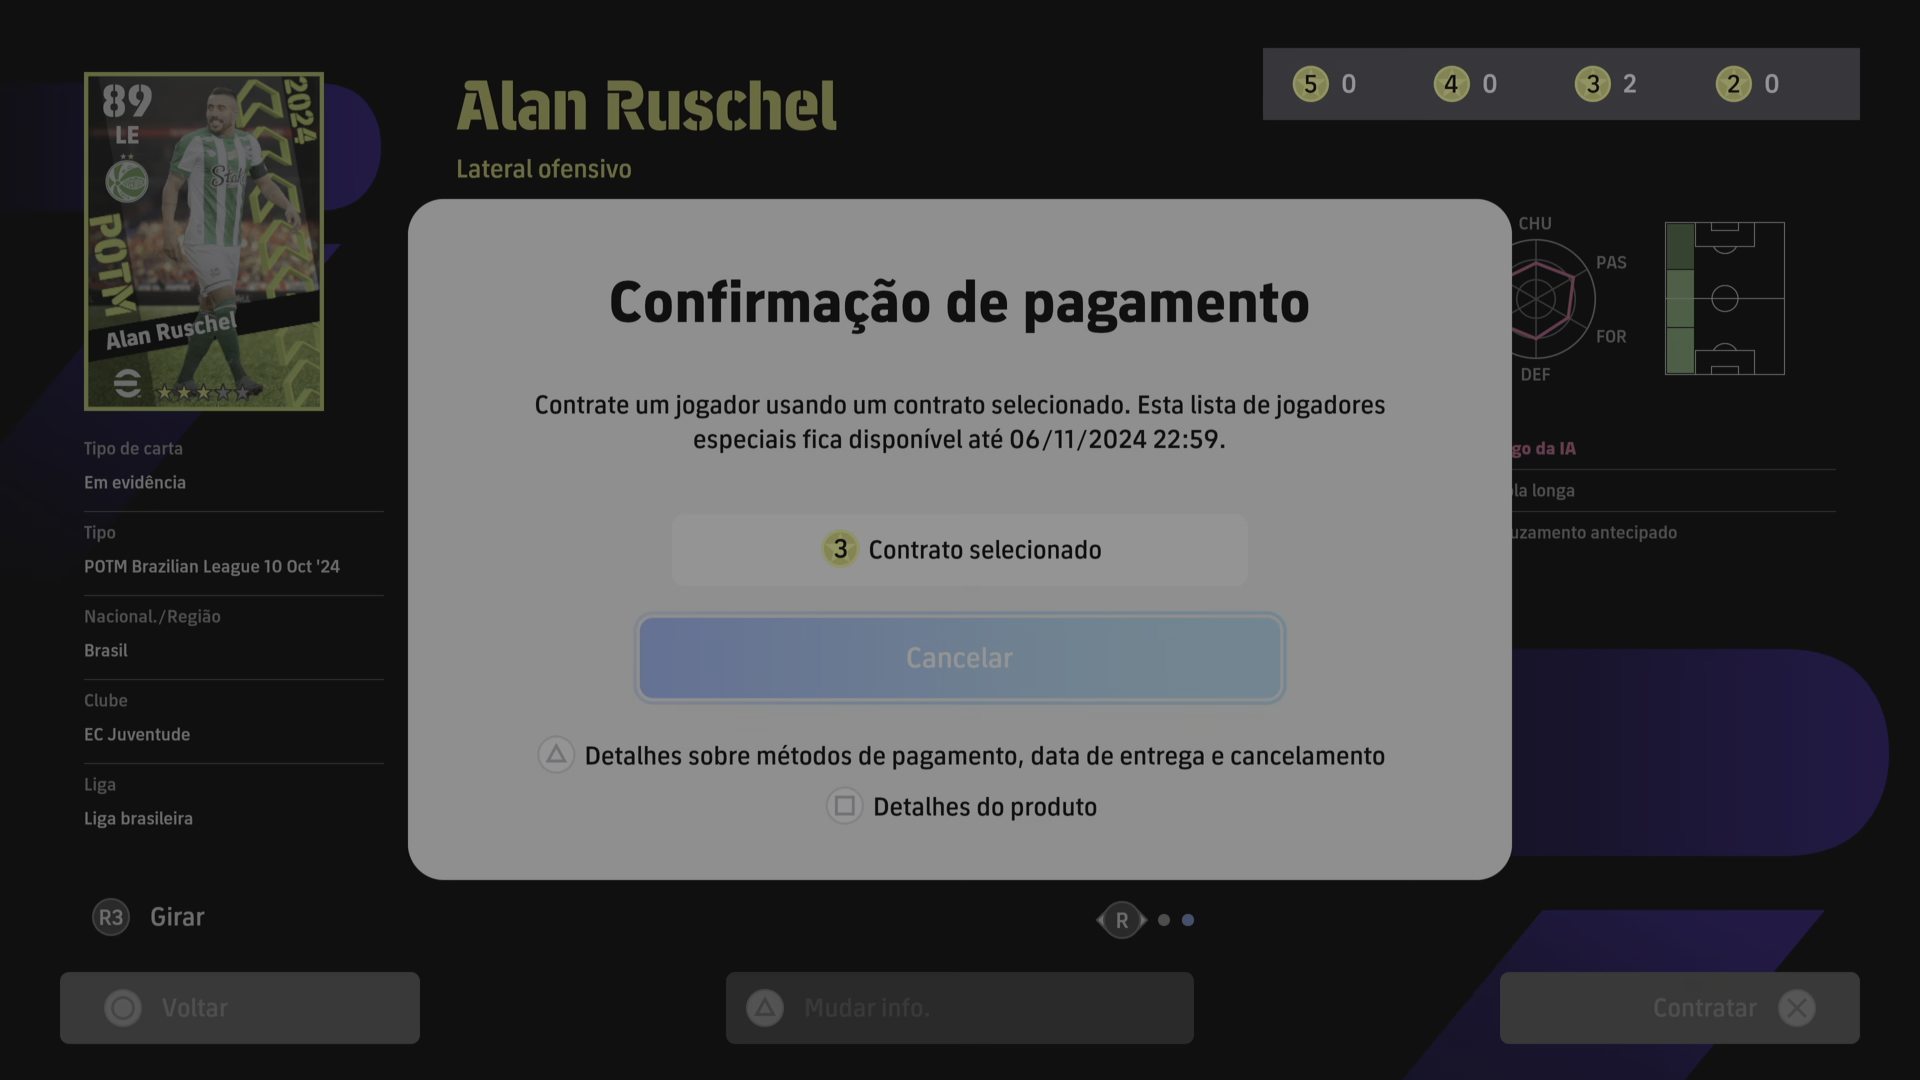 89
LE
2024
POTM
Alan Ruschel
Alan Ruschel
Lateral ofensivo
5 0
4 0
3 2
2 0
CHU
PAS
FOR
DEF
Confirmação de pagamento
Contrate um jogador usando um contrato selecionado. Esta lista de jogadores
especiais fica disponível até 06/11/2024 22:59.
3 Contrato selecionado
Cancelar
Detalhes sobre métodos de pagamento, data de entrega e cancelamento
Detalhes do produto
Tipo de carta
Em evidência
Tipo
POTM Brazilian League 10 Oct '24
Nacional./Região
Brasil
Clube
EC Juventude
Liga
Liga brasileira
go da IA
la longa
uzamento antecipado
R3 Girar
R
Voltar
Mudar info.
Contratar